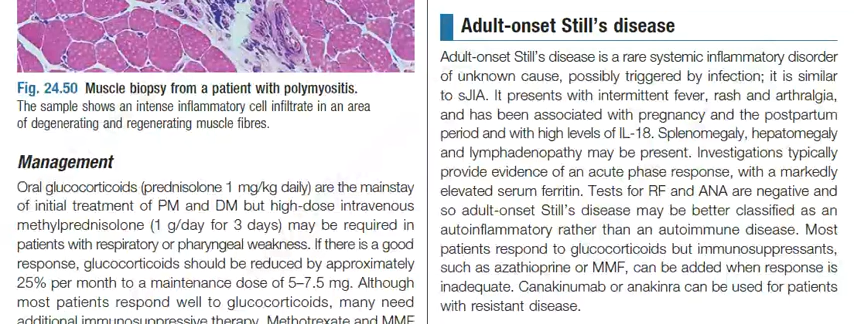 Fig. 24.50 Muscle biopsy from a patient with polymyositis.
The sample shows an intense inflammatory cell infiltrate in an area
of degenerating and regenerating muscle fibres.
Management
Oral glucocorticoids (prednisolone 1 mg/kg daily) are the mainstay
of initial treatment of PM and DM but high-dose intravenous
methylprednisolone (1 g/day for 3 days) may be required in
patients with respiratory or pharyngeal weakness. If there is a good
response, glucocorticoids should be reduced by approximately
25% per month to a maintenance dose of 5–7.5 mg. Although
most patients respond well to glucocorticoids, many need
additional immunosuppressive therapy. Methotrexate and MMF
Adult-onset Still's disease
Adult-onset Still's disease is a rare systemic inflammatory disorder
of unknown cause, possibly triggered by infection; it is similar
to sJIA. It presents with intermittent fever, rash and arthralgia,
and has been associated with pregnancy and the postpartum
period and with high levels of IL-18. Splenomegaly, hepatomegaly
and lymphadenopathy may be present. Investigations typically
provide evidence of an acute phase response, with a markedly
elevated serum ferritin. Tests for RF and ANA are negative and
so adult-onset Still's disease may be better classified as an
autoinflammatory rather than an autoimmune disease. Most
patients respond to glucocorticoids but immunosuppressants,
such as azathioprine or MMF, can be added when response is
inadequate. Canakinumab or anakinra can be used for patients
with resistant disease.